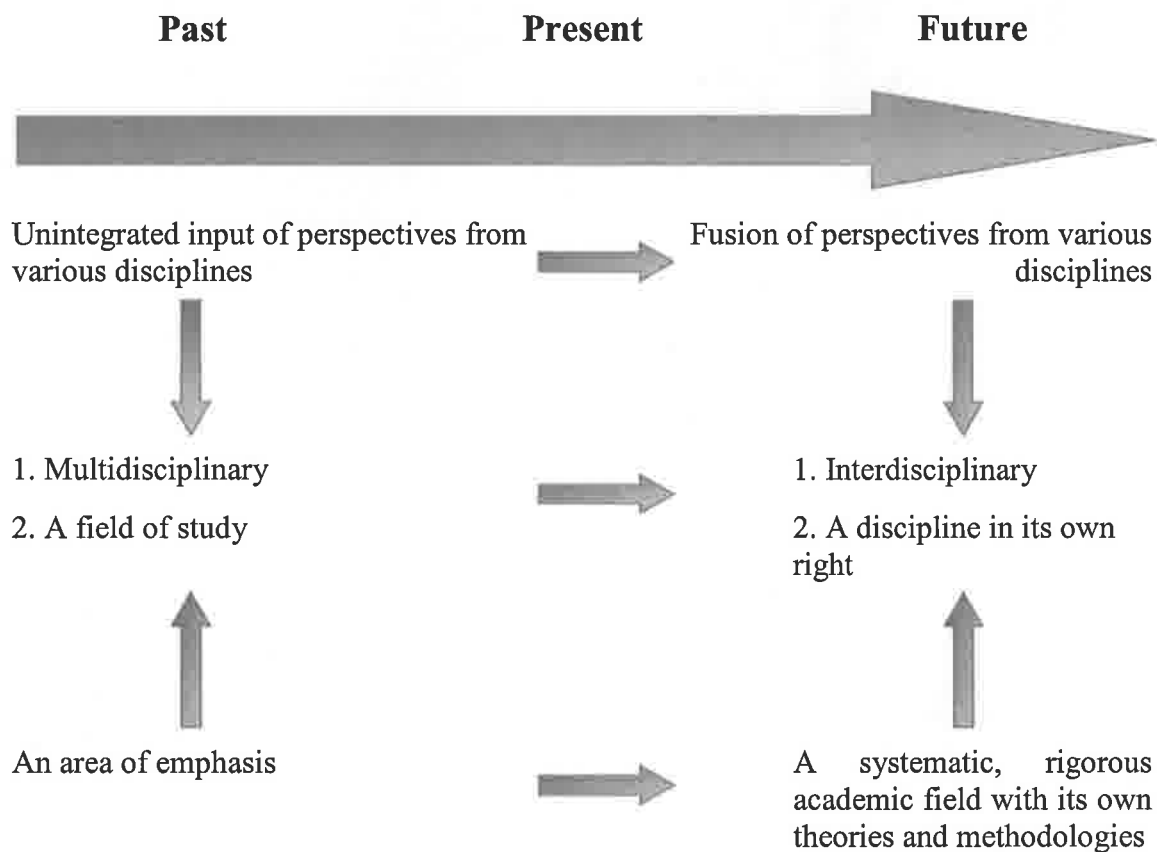 Past Present Future
Unintegrated input of perspectives from
various disciplines
Fusion of perspectives from various
disciplines
1. Multidisciplinary
2. A field of study
1. Interdisciplinary
2. A discipline in its own
right
An area of emphasis
A systematic, rigorous
academic field with its own
theories and methodologies